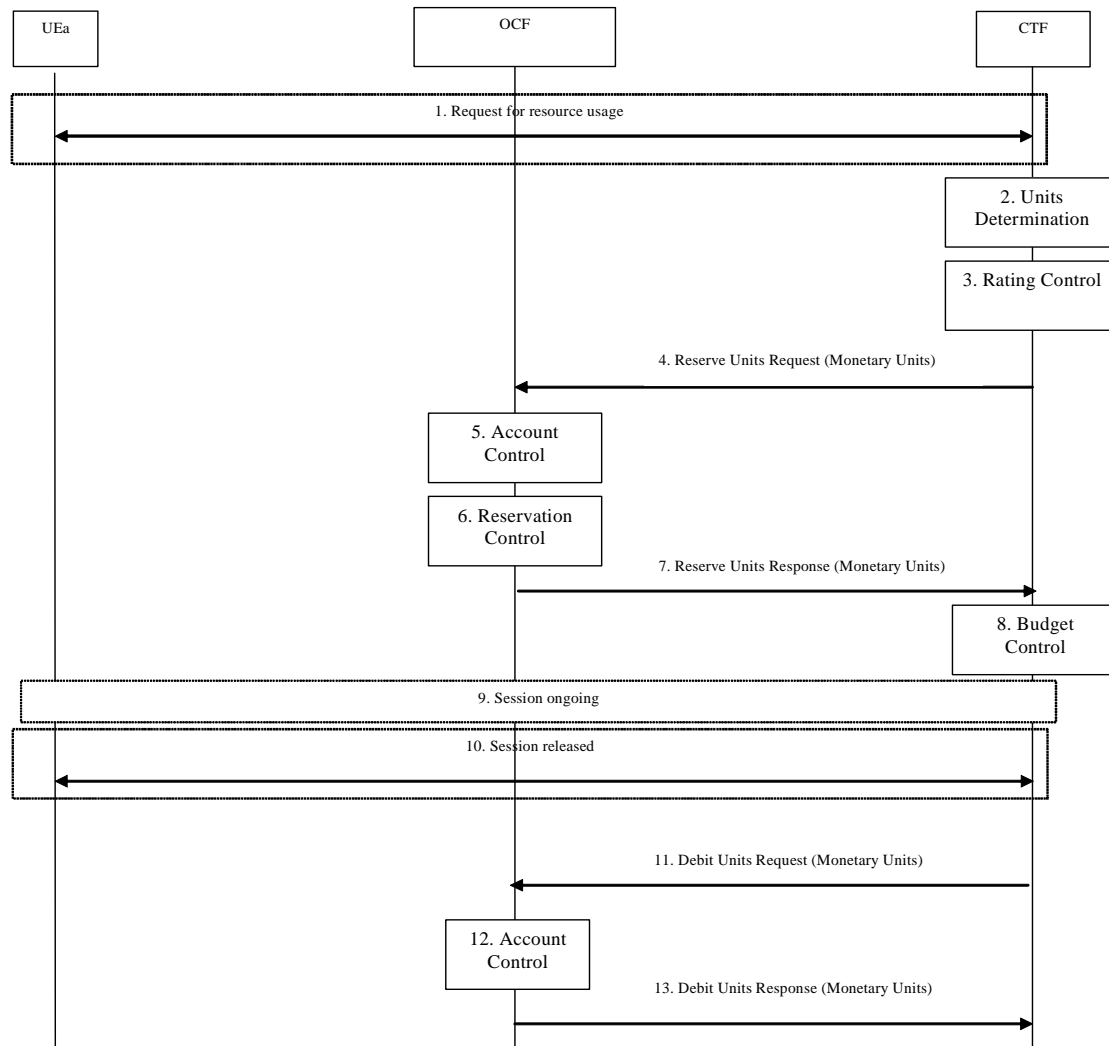 UEa
OCF
CTF
1. Request for resource usage
2. Units
Determination
3. Rating Control
4. Reserve Units Request (Monetary Units)
5. Account
Control
6. Reservation
Control
7. Reserve Units Response (Monetary Units)
8. Budget
Control
9. Session ongoing
10. Session released
11. Debit Units Request (Monetary Units)
12. Account
Control
13. Debit Units Response (Monetary Units)